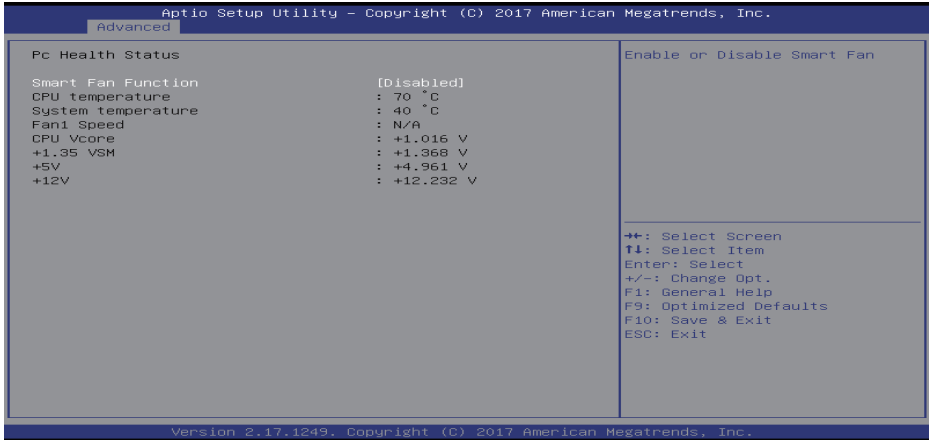 Aptio Setup Utility – Copyright (C) 2017 American Megatrends, Inc.
Advanced
Pc Health Status
Smart Fan Function [Disabled]
CPU temperature : 70 °C
System temperature : 40 °C
Fan1 Speed : N/A
CPU Vcore : +1.016 V
+1.35 VSM : +1.368 V
+5V : +4.961 V
+12V : +12.232 V
Enable or Disable Smart Fan
→←: Select Screen
↑↓: Select Item
Enter: Select
+/-: Change Opt.
F1: General Help
F9: Optimized Defaults
F10: Save & Exit
ESC: Exit
Version 2.17.1249. Copyright (C) 2017 American Megatrends, Inc.